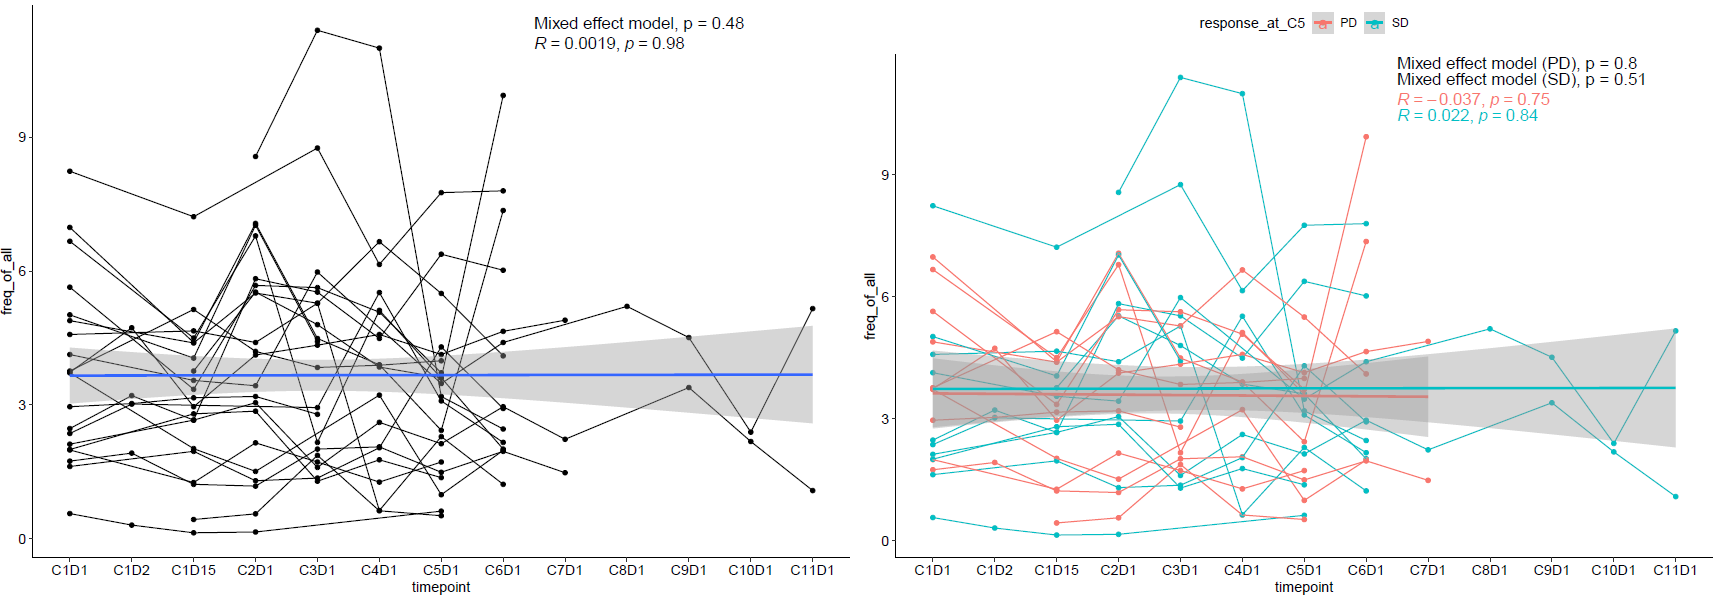 Mixed effect model, p = 0.48
R = 0.0019, p = 0.98
9
6
3
0
freq_of_all
C1D1 C1D2 C1D15 C2D1 C3D1 C4D1 C5D1 C6D1 C7D1 C8D1 C9D1 C10D1 C11D1
timepoint
response_at_C5 PD SD
Mixed effect model (PD), p = 0.8
Mixed effect model (SD), p = 0.51
R = −0.037, p = 0.75
R = 0.022, p = 0.84
9
6
3
0
freq_of_all
C1D1 C1D2 C1D15 C2D1 C3D1 C4D1 C5D1 C6D1 C7D1 C8D1 C9D1 C10D1 C11D1
timepoint